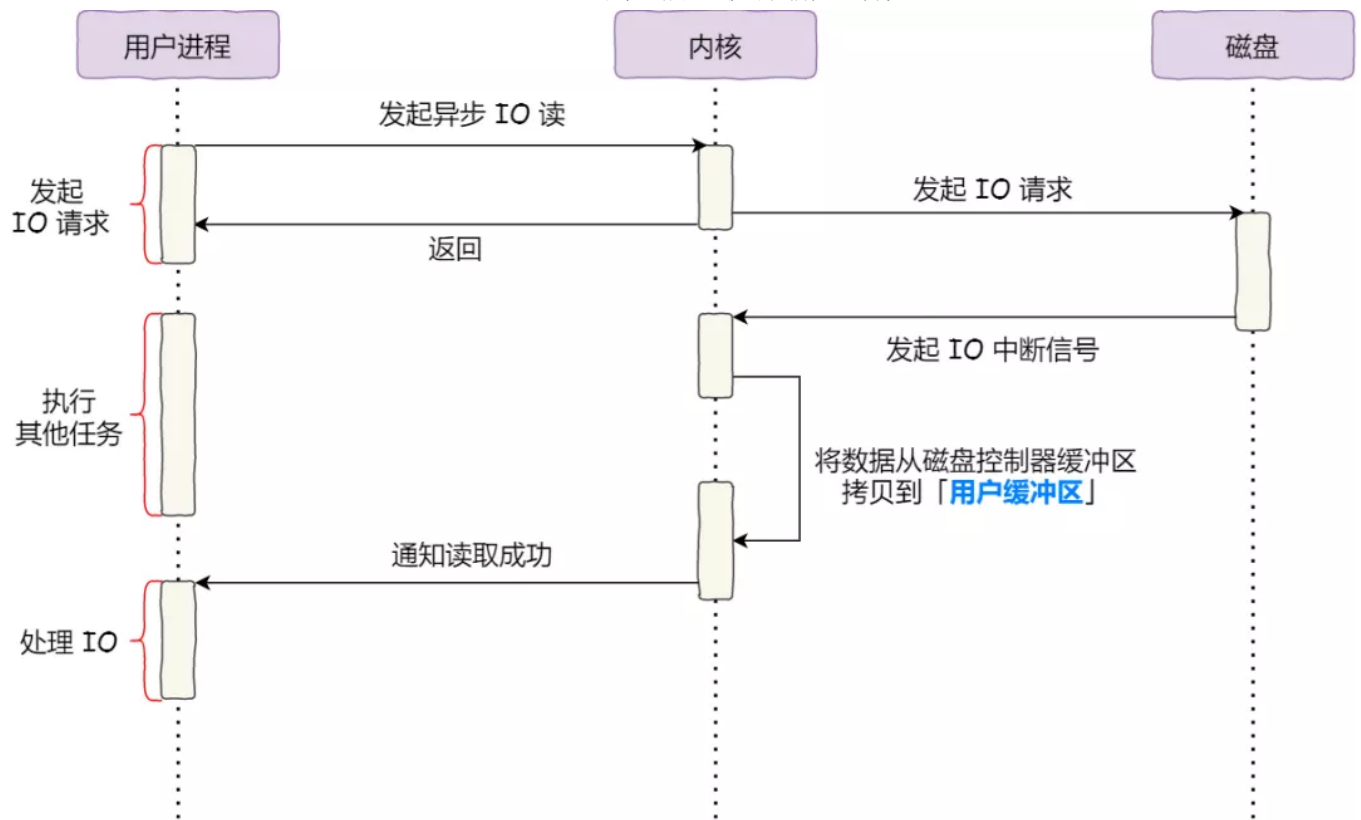 用户进程
内核
磁盘
发起异步 IO 读
发起 IO 请求
发起
IO 请求
返回
发起 IO 中断信号
执行
其他任务
将数据从磁盘控制器缓冲区
拷贝到「用户缓冲区」
通知读取成功
处理 IO